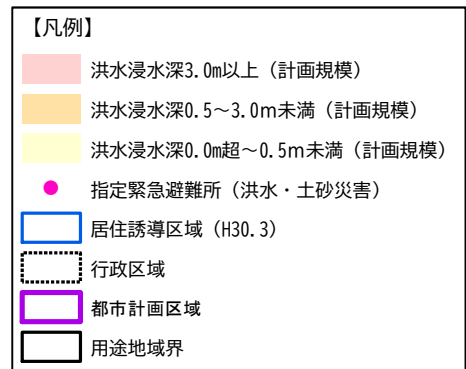 【凡例】
洪水浸水深3.0m以上（計画規模）
洪水浸水深0.5～3.0m未満（計画規模）
洪水浸水深0.0m超～0.5m未満（計画規模）
指定緊急避難所（洪水・土砂災害）
居住誘導区域（H30.3）
行政区域
都市計画区域
用途地域界